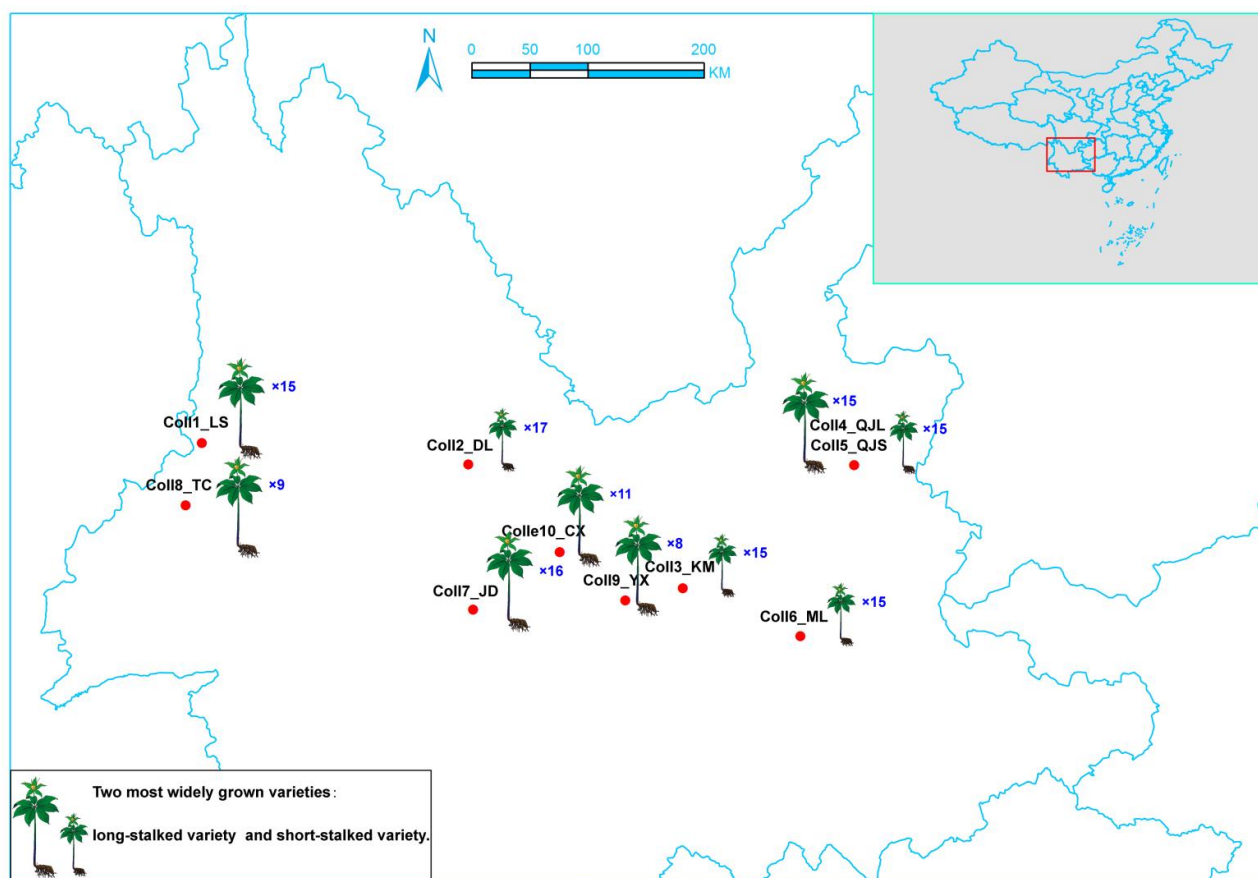 N
0 50 100 200
KM
×15
Coll1_LS
Coll8_TC
×9
Coll2_DL
×17
×15
Coll4_QJL
Coll5_QJS
×15
×11
Colle10_CX
×16
Coll7_JD
×8
Coll9_YX
Coll3_KM
×15
Coll6_ML
×15
Two most widely grown varieties:
long-stalked variety and short-stalked variety.